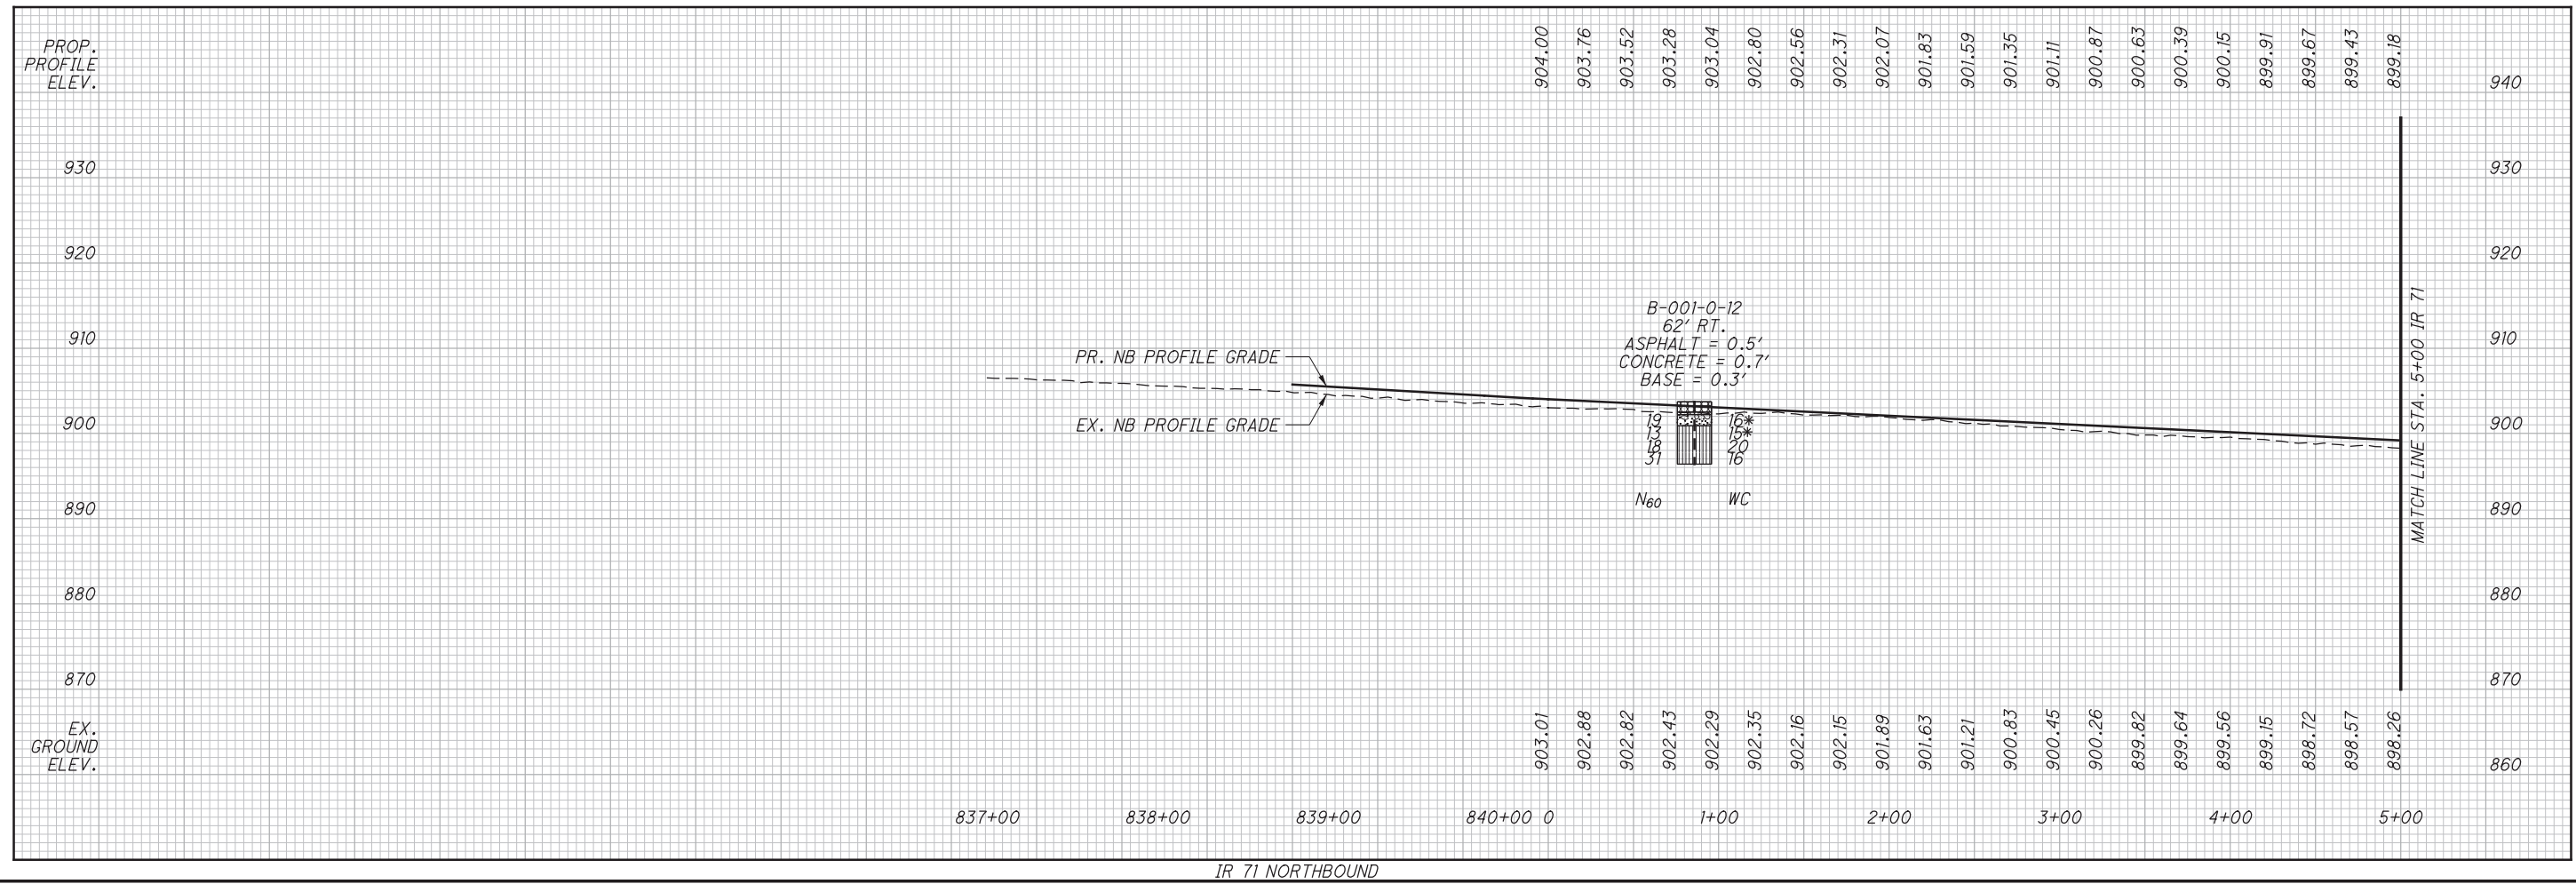 PROP.
PROFILE
ELEV.
904.00 903.76 903.52 903.28 903.04 902.80 902.56 902.31 902.07 901.83 901.59 901.35 901.11 900.87 900.63 900.39 900.15 899.91 899.67 899.43 899.18
940
930 930
920 920
B-001-0-12
62' RT.
ASPHALT = 0.5'
CONCRETE = 0.7'
BASE = 0.3'
910 910
PR. NB PROFILE GRADE
EX. NB PROFILE GRADE
900 900
19 16*
13 15*
18 20
31 16
N60 WC
MATCH LINE STA. 5+00 IR 71
890 890
880 880
870 870
EX.
GROUND
ELEV.
903.01 902.88 902.82 902.43 902.29 902.35 902.16 902.15 901.89 901.63 901.21 900.83 900.45 900.26 899.82 899.64 899.56 899.15 898.72 898.57 898.26
860
837+00 838+00 839+00 840+00 0 1+00 2+00 3+00 4+00 5+00
IR 71 NORTHBOUND